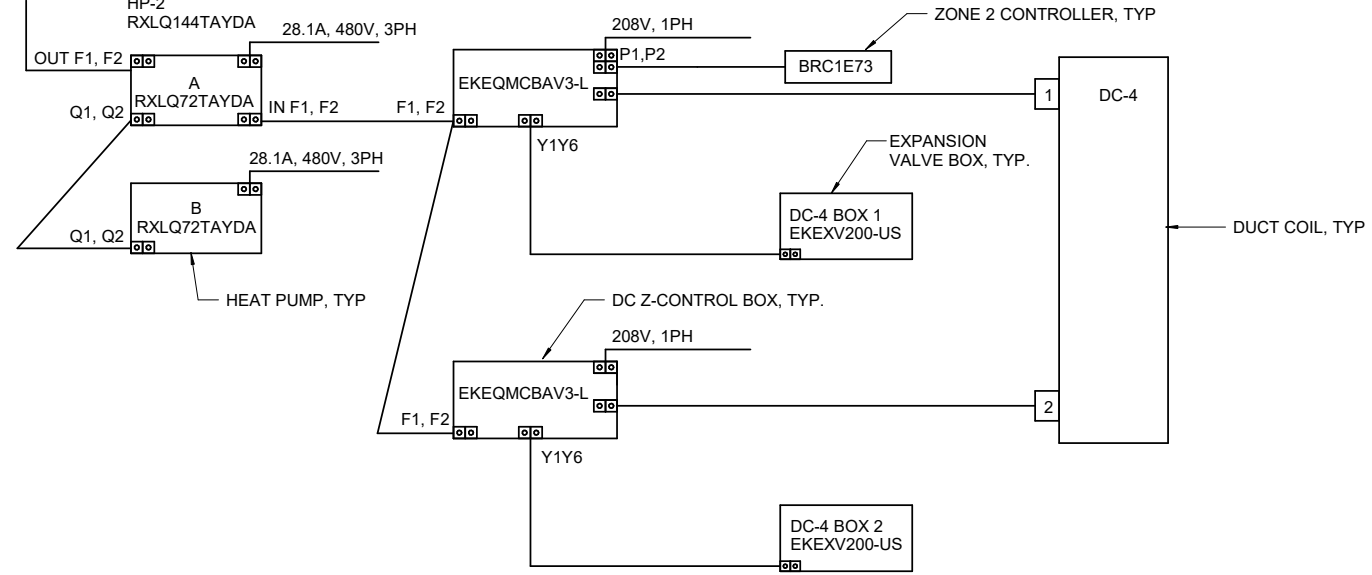 HP-2
RXLQ144TAYDA
28.1A, 480V, 3PH
OUT F1, F2
A
RXLQ72TAYDA
Q1, Q2
IN F1, F2
28.1A, 480V, 3PH
B
RXLQ72TAYDA
Q1, Q2
HEAT PUMP, TYP
208V, 1PH
P1,P2
EKEQMCBAV3-L
F1, F2
Y1Y6
ZONE 2 CONTROLLER, TYP
BRC1E73
1
DC-4
EXPANSION
VALVE BOX, TYP.
DC-4 BOX 1
EKEXV200-US
DUCT COIL, TYP
DC Z-CONTROL BOX, TYP.
208V, 1PH
EKEQMCBAV3-L
F1, F2
Y1Y6
2
DC-4 BOX 2
EKEXV200-US